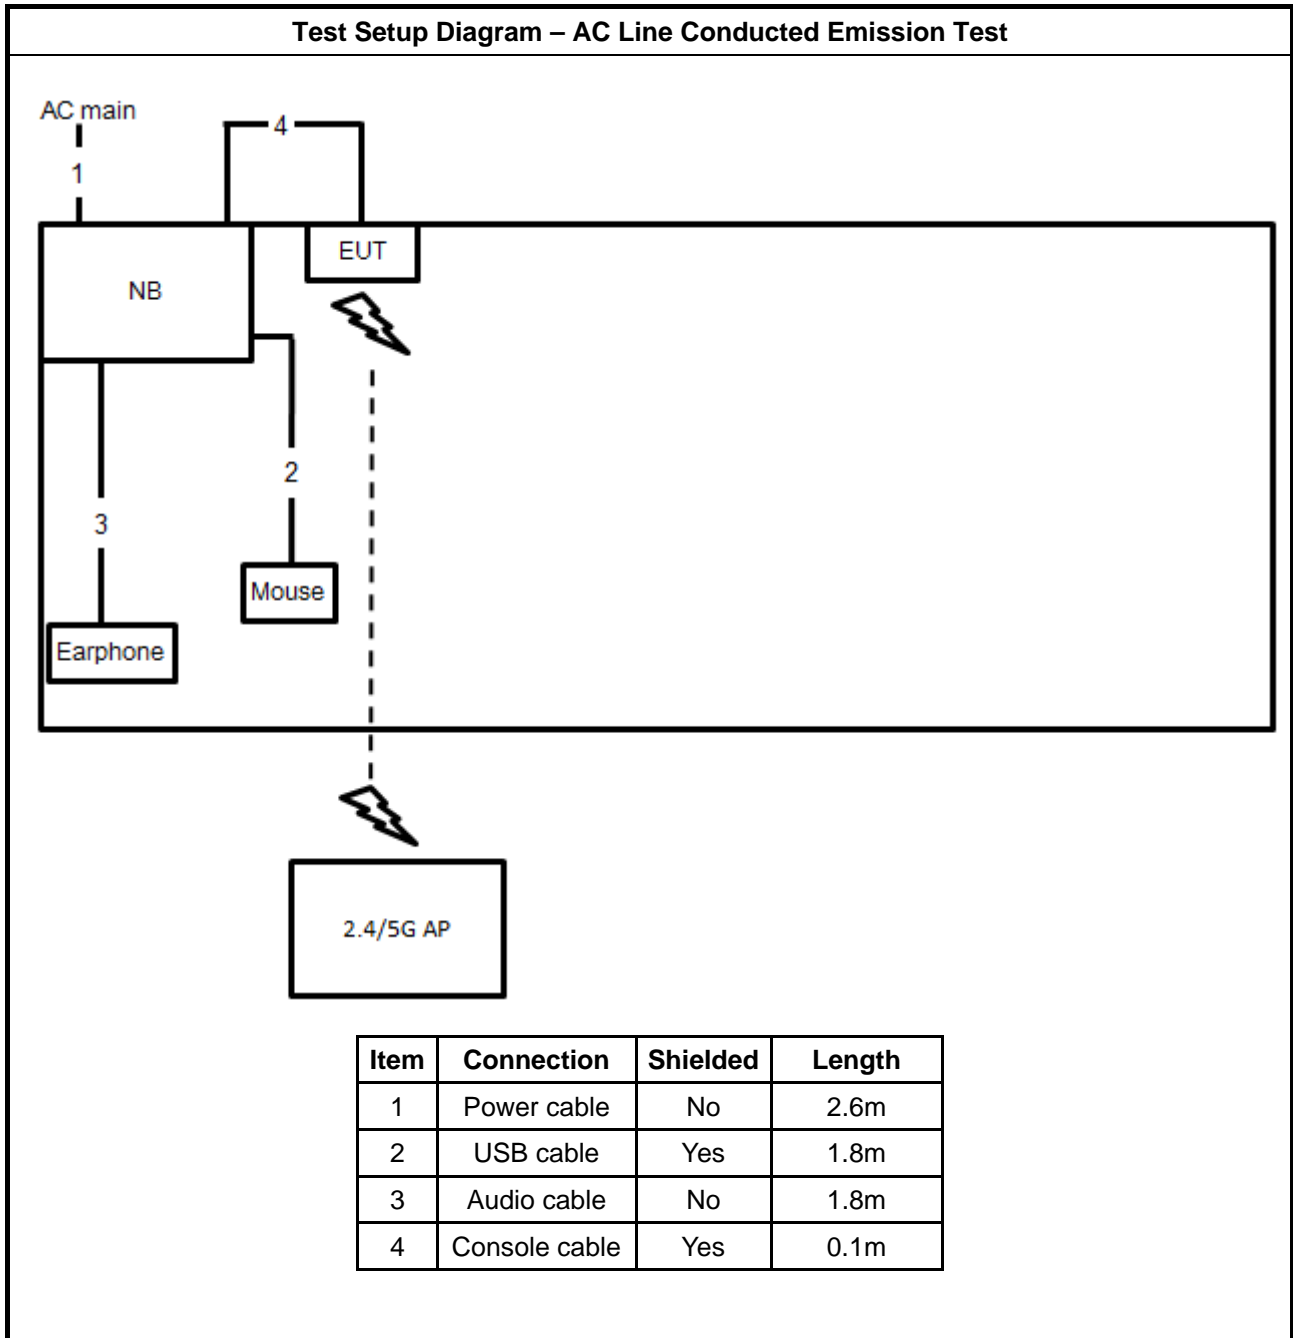 Test Setup Diagram – AC Line Conducted Emission Test
AC main
4
1
EUT
NB
2
3
Mouse
Earphone
2.4/5G AP
Item Connection Shielded Length
1 Power cable No 2.6m
2 USB cable Yes 1.8m
3 Audio cable No 1.8m
4 Console cable Yes 0.1m